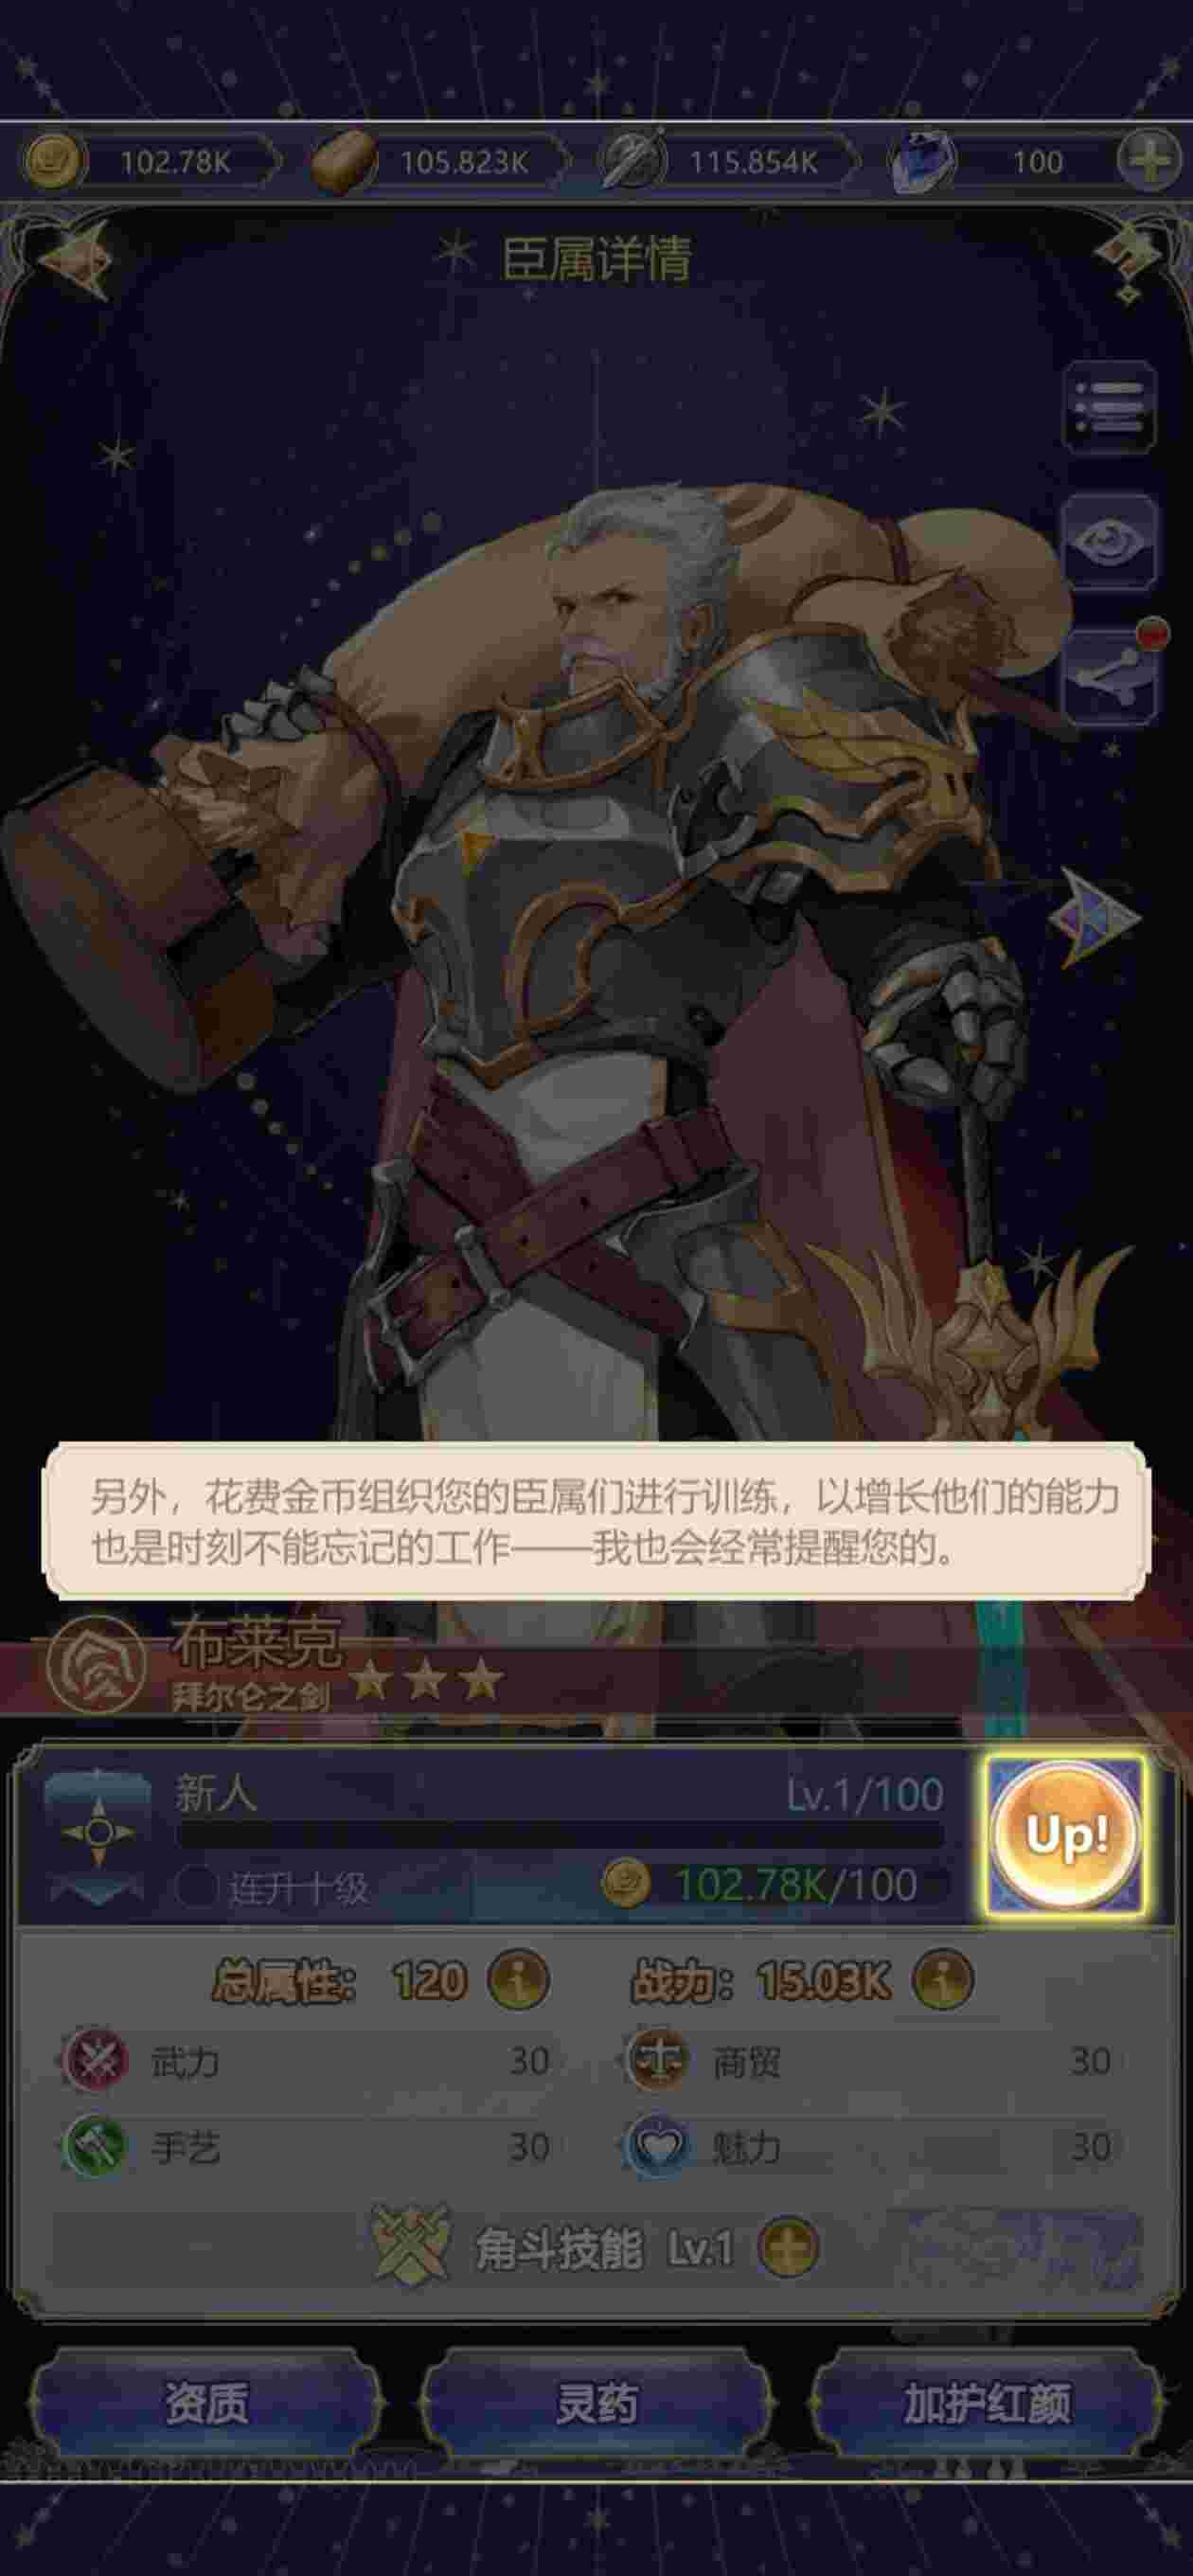 102.78K 105.823K 115.854K 100
臣属详情
另外，花费金币组织您的臣属们进行训练，以增长他们的能力
也是时刻不能忘记的工作——我也会经常提醒您的。
布莱克
拜尔仑之剑
新人 Lv.1/100
Up!
连升十级 102.78K/100
总属性： 120 战力： 15.03K
武力 30 商贸 30
手艺 30 魅力 30
角斗技能 Lv.1
资质 灵药 加护红颜